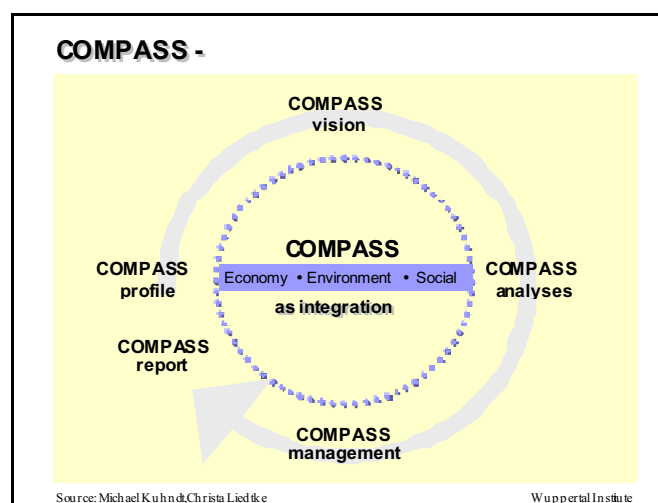 COMPASS -
COMPASS
vision
COMPASS
profile
COMPASS
Economy • Environment • Social
as integration
COMPASS
analyses
COMPASS
report
COMPASS
management
Source: Michael Kuhndt,Christa Liedtke
Wuppertal Instiute